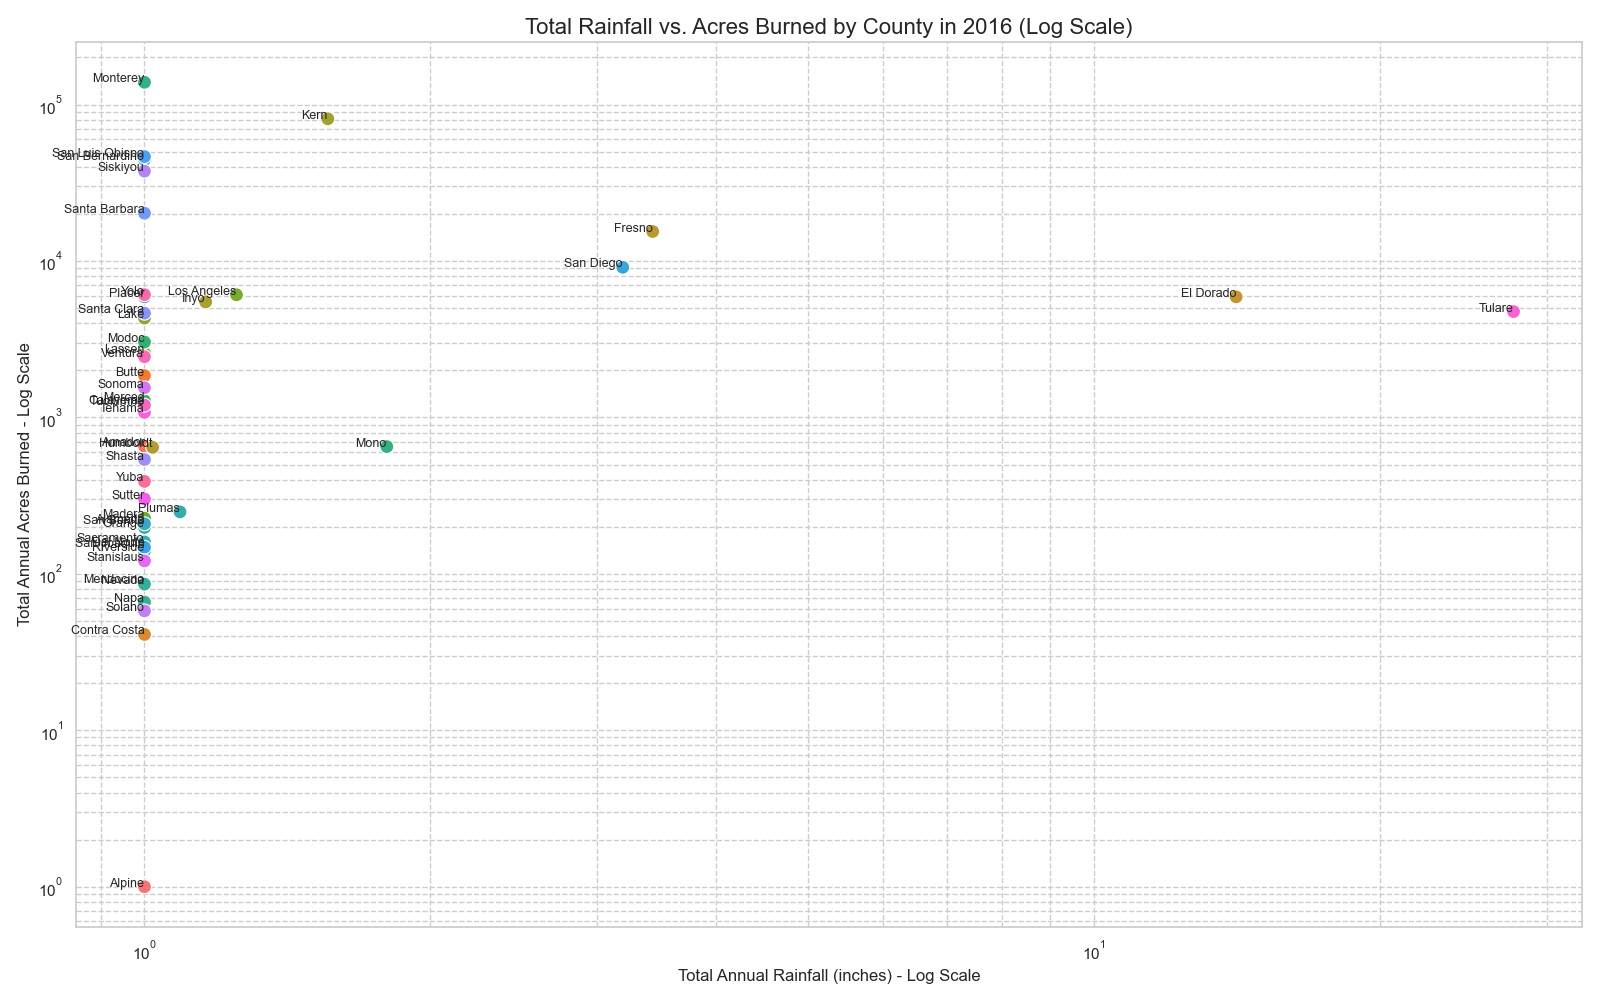 Total Rainfall vs. Acres Burned by County in 2016 (Log Scale)
Total Annual Acres Burned - Log Scale
10^5
10^4
10^3
10^2
10^1
10^0
Monterey
Kern
San Luis Obispo
San Bernardino
Siskiyou
Santa Barbara
Fresno
San Diego
Yolo
Placer
Los Angeles
Inyo
El Dorado
Tulare
Santa Clara
Lake
Modoc
Lassen
Ventura
Butte
Sonoma
Merced
Tehama
Amador
Humboldt
Mono
Shasta
Yuba
Sutter
Plumas
Madera
Orange
Sacramento
Riverside
Stanislaus
Mendocino
Nevada
Napa
Solano
Contra Costa
Alpine
10^0
10^1
Total Annual Rainfall (inches) - Log Scale